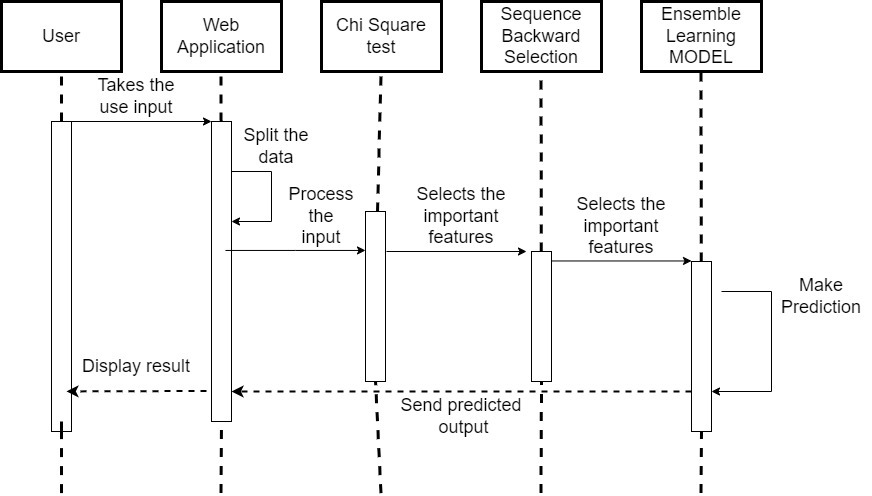 User
Web
Application
Chi Square
test
Sequence
Backward
Selection
Ensemble
Learning
MODEL
Takes the
use input
Split the
data
Process
the
input
Selects the
important
features
Selects the
important
features
Make
Prediction
Display result
Send predicted
output